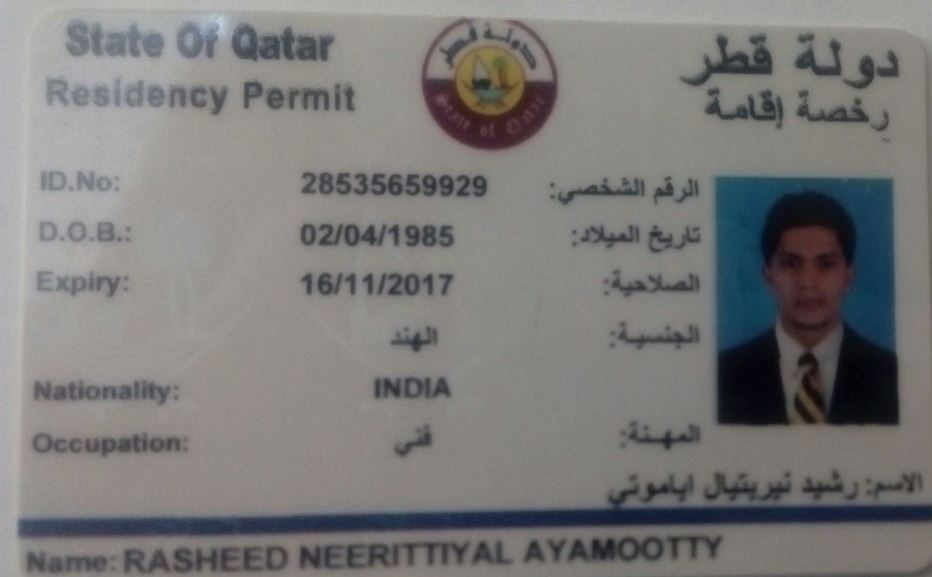 State Of Qatar
دولة قطر
Residency Permit
رخصة إقامة
دولة قطر
State of Qatar
ID.No: 28535659929 الرقم الشخصي:
D.O.B.: 02/04/1985 تاريخ الميلاد:
Expiry: 16/11/2017 الصلاحية:
الهند الجنسية:
Nationality: INDIA
Occupation: فني المهنة:
الاسم: رشيد نيريتيال اياموتي
Name: RASHEED NEERITTIYAL AYAMOOTTY